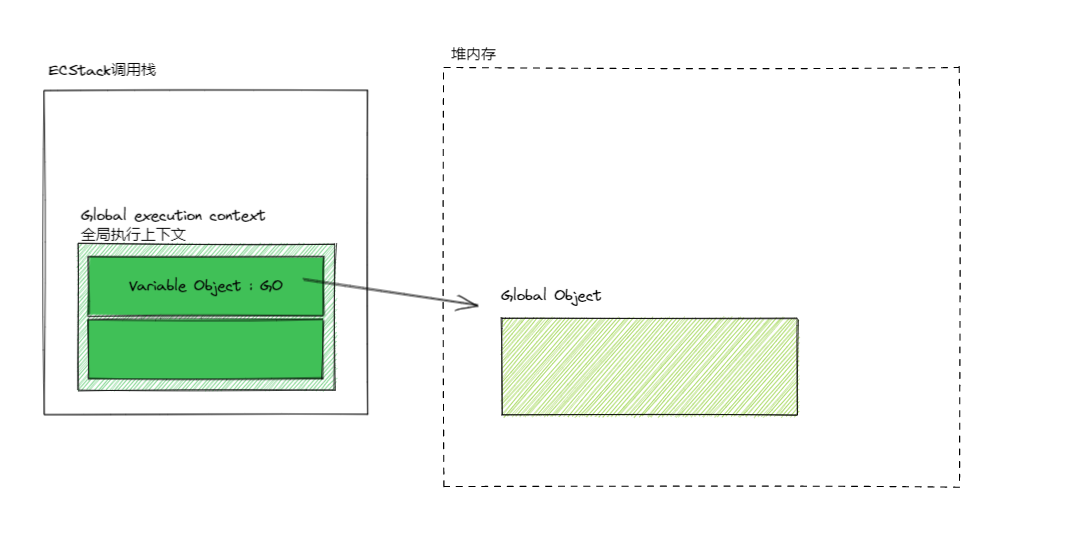 堆内存
ECStack调用栈
Global execution context
全局执行上下文
Variable Object : GO
Global Object